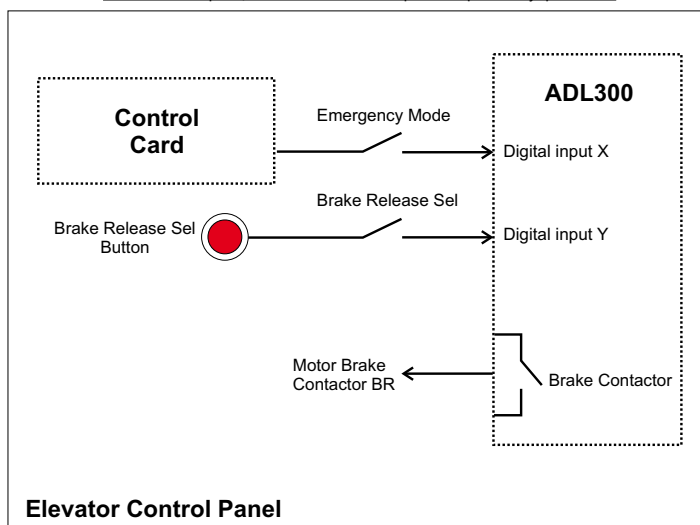 Control
Card
ADL300
Emergency Mode
Digital input X
Brake Release Sel
Brake Release Sel
Button
Digital input Y
Motor Brake
Contactor BR
Brake Contactor
Elevator Control Panel